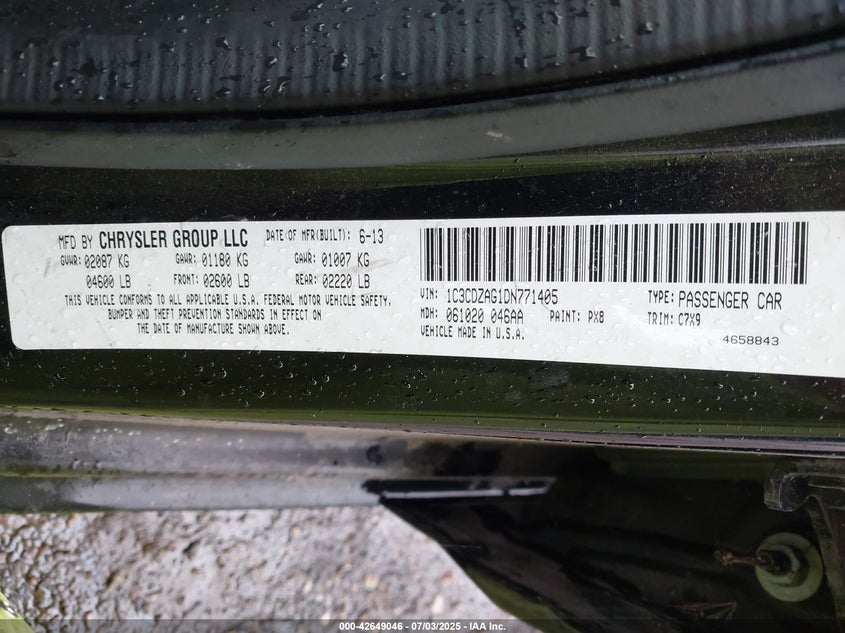 MFD BY CHRYSLER GROUP LLC DATE OF MFR(BUILT): 6-13
GVWR: 02087 KG GAWR: 01180 KG GAWR: 01007 KG
04600 LB FRONT: 02600 LB REAR: 02220 LB
THIS VEHICLE CONFORMS TO ALL APPLICABLE U.S.A. FEDERAL MOTOR VEHICLE SAFETY,
BUMPER AND THEFT PREVENTION STANDARDS IN EFFECT ON
THE DATE OF MANUFACTURE SHOWN ABOVE.
VIN: 1C3CDZAG1DN771405 TYPE: PASSENGER CAR
MDH: 061020 046AA PAINT: PX8 TRIM: C7X9
VEHICLE MADE IN U.S.A. 4658843
000-42649046 - 07/03/2025 - IAA Inc.